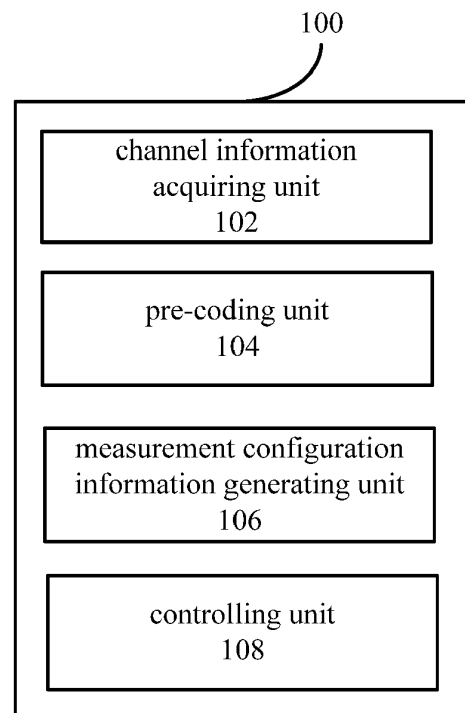 100
channel information
acquiring unit
102
pre-coding unit
104
measurement configuration
information generating unit
106
controlling unit
108